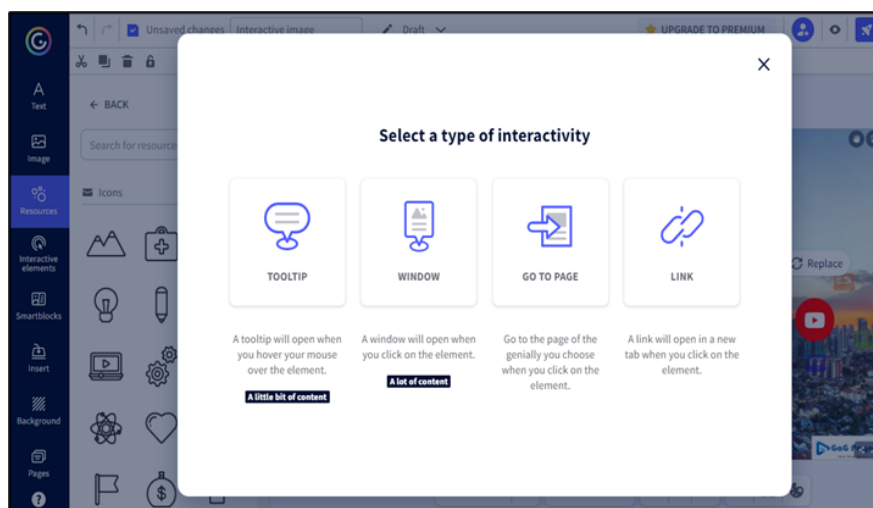 Unsaved changes
Interactive image
Draft
UPGRADE TO PREMIUM
Text
Image
Resources
Interactive
elements
Smartblocks
Insert
Background
Pages
?
BACK
Search for resource
Icons
Select a type of interactivity
TOOLTIP
A tooltip will open when
you hover your mouse
over the element.
A little bit of content
WINDOW
A window will open when
you click on the element.
A lot of content
GO TO PAGE
Go to the page of the
genially you choose
when you click on the
element.
LINK
A link will open in a new
tab when you click on the
element.
Replace